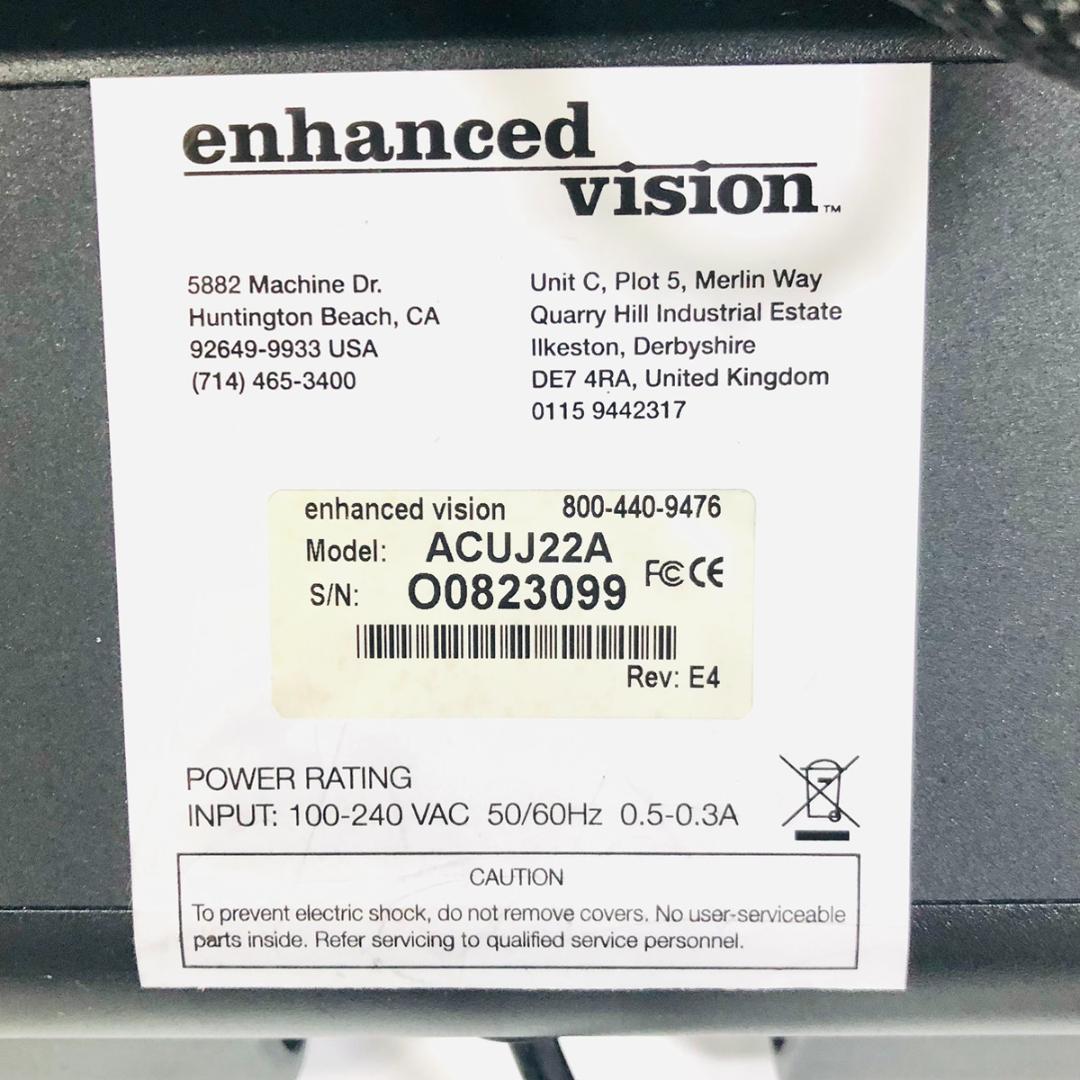 enhanced
vision™
5882 Machine Dr.
Huntington Beach, CA
92649-9933 USA
(714) 465-3400
Unit C, Plot 5, Merlin Way
Quarry Hill Industrial Estate
Ilkeston, Derbyshire
DE7 4RA, United Kingdom
0115 9442317
enhanced vision 800-440-9476
Model: ACUJ22A
S/N: O0823099 FC CE
Rev: E4
POWER RATING
INPUT: 100-240 VAC 50/60Hz 0.5-0.3A
CAUTION
To prevent electric shock, do not remove covers. No user-serviceable
parts inside. Refer servicing to qualified service personnel.